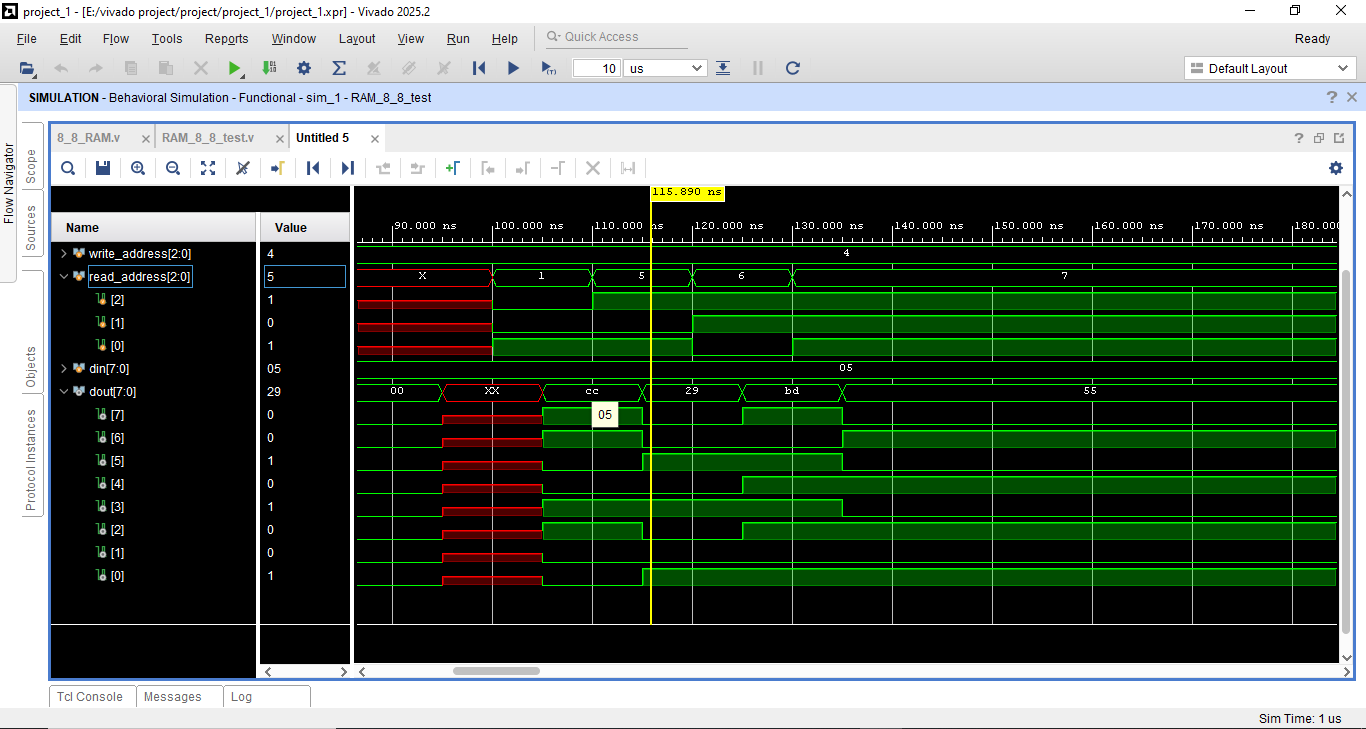 project_1 - [E:/vivado project/project/project_1/project_1.xpr] - Vivado 2025.2
File Edit Flow Tools Reports Window Layout View Run Help Quick Access Ready
10 us Default Layout
SIMULATION - Behavioral Simulation - Functional - sim_1 - RAM_8_8_test
Flow Navigator
Scope
Sources
Objects
Protocol Instances
8_8_RAM.v RAM_8_8_test.v Untitled 5
115.890 ns
Name Value
90.000 ns 100.000 ns 110.000 ns 120.000 ns 130.000 ns 140.000 ns 150.000 ns 160.000 ns 170.000 ns 180.000
write_address[2:0] 4 4
read_address[2:0] 5 X 1 5 6 7
[2] 1
[1] 0
[0] 1
din[7:0] 05 05
dout[7:0] 29 00 XX cc 29 bd 55
[7] 0 05
[6] 0
[5] 1
[4] 0
[3] 1
[2] 0
[1] 0
[0] 1
Tcl Console Messages Log
Sim Time: 1 us